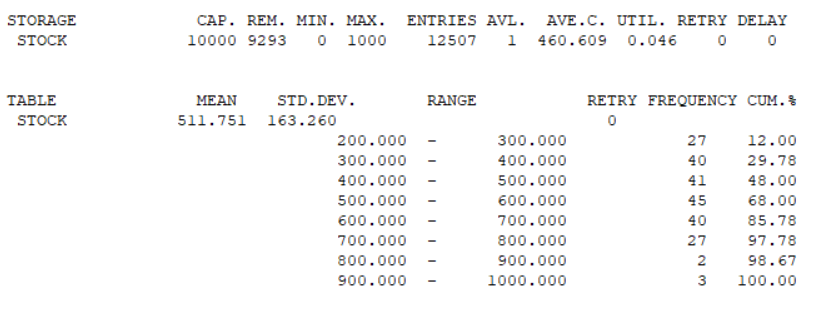 STORAGE CAP. REM. MIN. MAX. ENTRIES AVL. AVE.C. UTIL. RETRY DELAY
STOCK 10000 9293 0 1000 12507 1 460.609 0.046 0 0
TABLE MEAN STD.DEV. RANGE RETRY FREQUENCY CUM.%
STOCK 511.751 163.260 0
200.000 - 300.000 27 12.00
300.000 - 400.000 40 29.78
400.000 - 500.000 41 48.00
500.000 - 600.000 45 68.00
600.000 - 700.000 40 85.78
700.000 - 800.000 27 97.78
800.000 - 900.000 2 98.67
900.000 - 1000.000 3 100.00